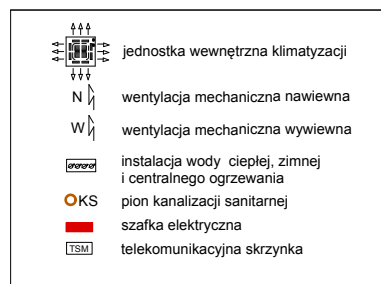 jednostka wewnętrzna klimatyzacji
N wentylacja mechaniczna nawiewna
W wentylacja mechaniczna wywiewna
instalacja wody ciepłej, zimnej
i centralnego ogrzewania
KS pion kanalizacji sanitarnej
szafka elektryczna
TSM telekomunikacyjna skrzynka